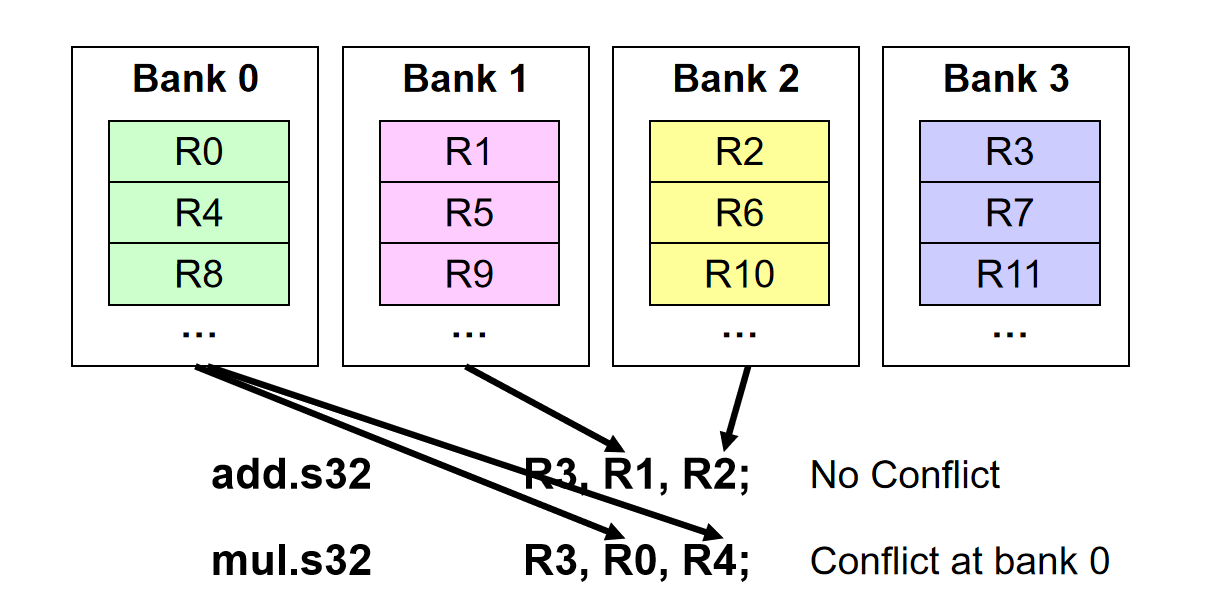 Bank 0 Bank 1 Bank 2 Bank 3
R0 R1 R2 R3
R4 R5 R6 R7
R8 R9 R10 R11
... ... ... ...
add.s32 R3, R1, R2; No Conflict
mul.s32 R3, R0, R4; Conflict at bank 0